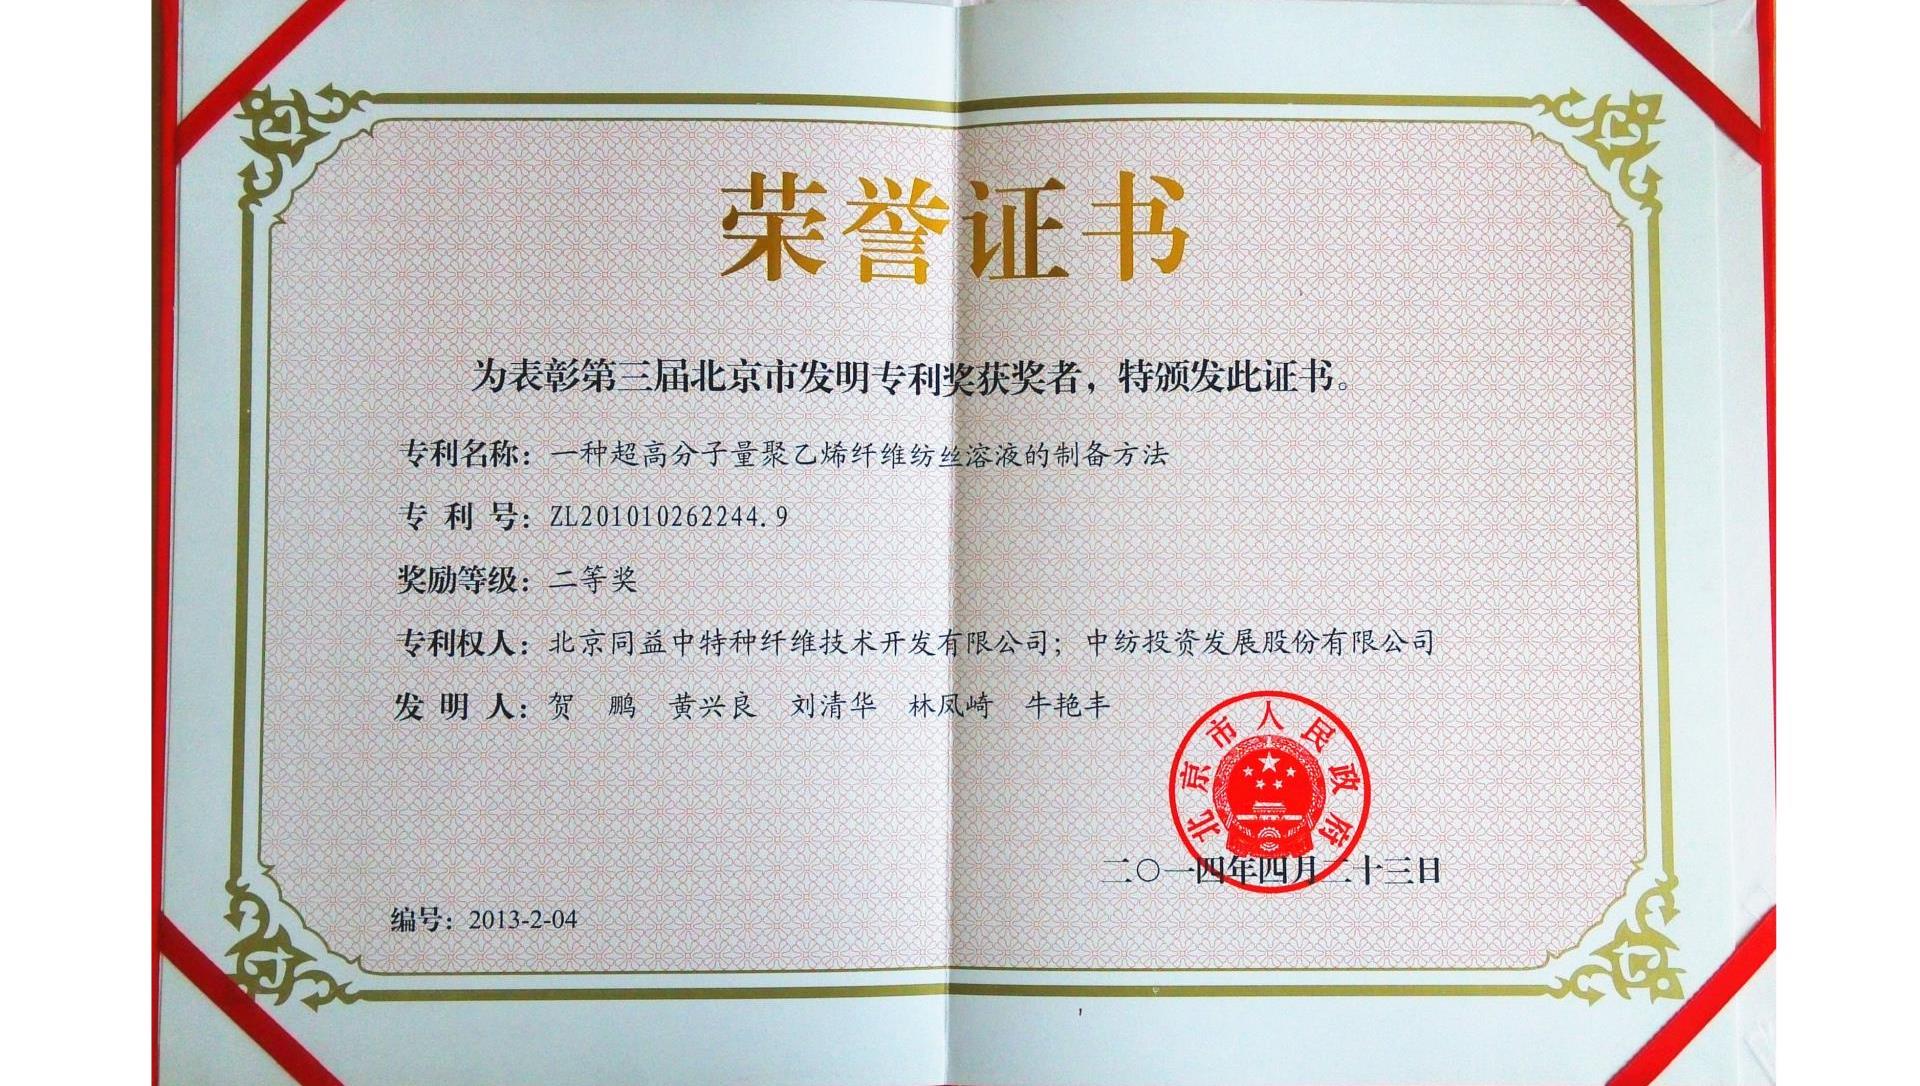 荣誉证书
为表彰第三届北京市发明专利奖获奖者，特颁发此证书。
专利名称：一种超高分子量聚乙烯纤维纺丝溶液的制备方法
专 利 号：ZL201010262244.9
奖励等级：二等奖
专利权人：北京同益中特种纤维技术开发有限公司；中纺投资发展股份有限公司
发 明 人：贺 鹏 黄兴良 刘清华 林凤崎 牛艳丰
北京市人民政府
二〇一四年四月二十三日
编号：2013-2-04